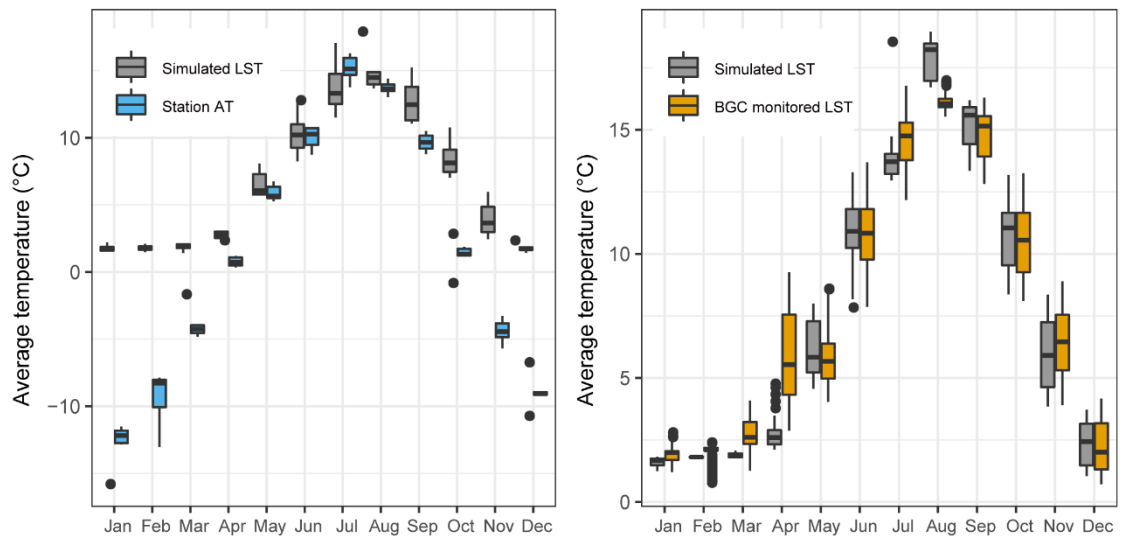 Average temperature (°C)
Simulated LST
Station AT
10
0
−10
Jan Feb Mar Apr May Jun Jul Aug Sep Oct Nov Dec
Average temperature (°C)
Simulated LST
BGC monitored LST
15
10
5
0
Jan Feb Mar Apr May Jun Jul Aug Sep Oct Nov Dec